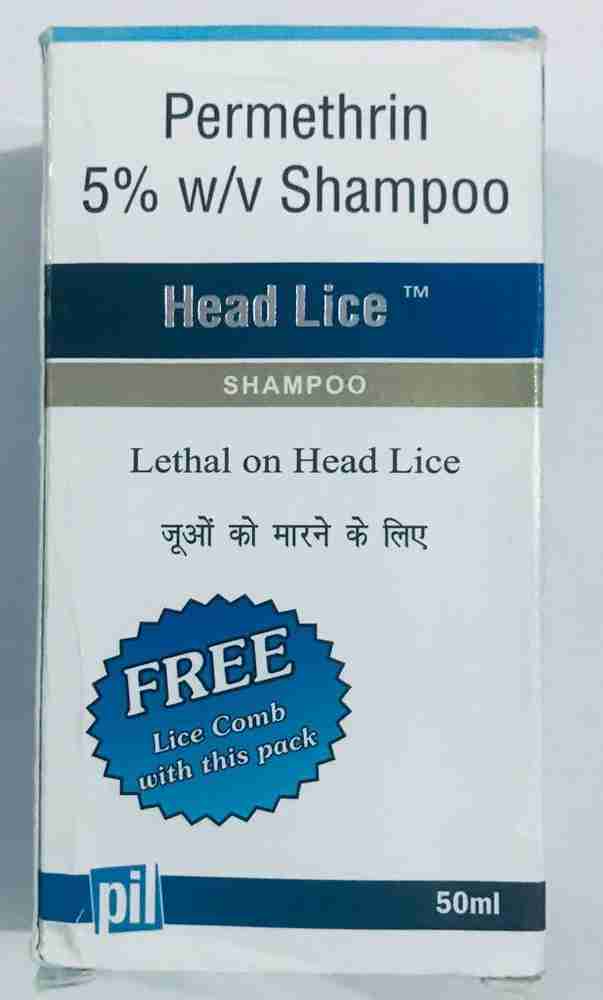 Permethrin
5% w/v Shampoo
Head Lice ™
SHAMPOO
Lethal on Head Lice
जूओं को मारने के लिए
FREE
Lice Comb
with this pack
pil
50ml